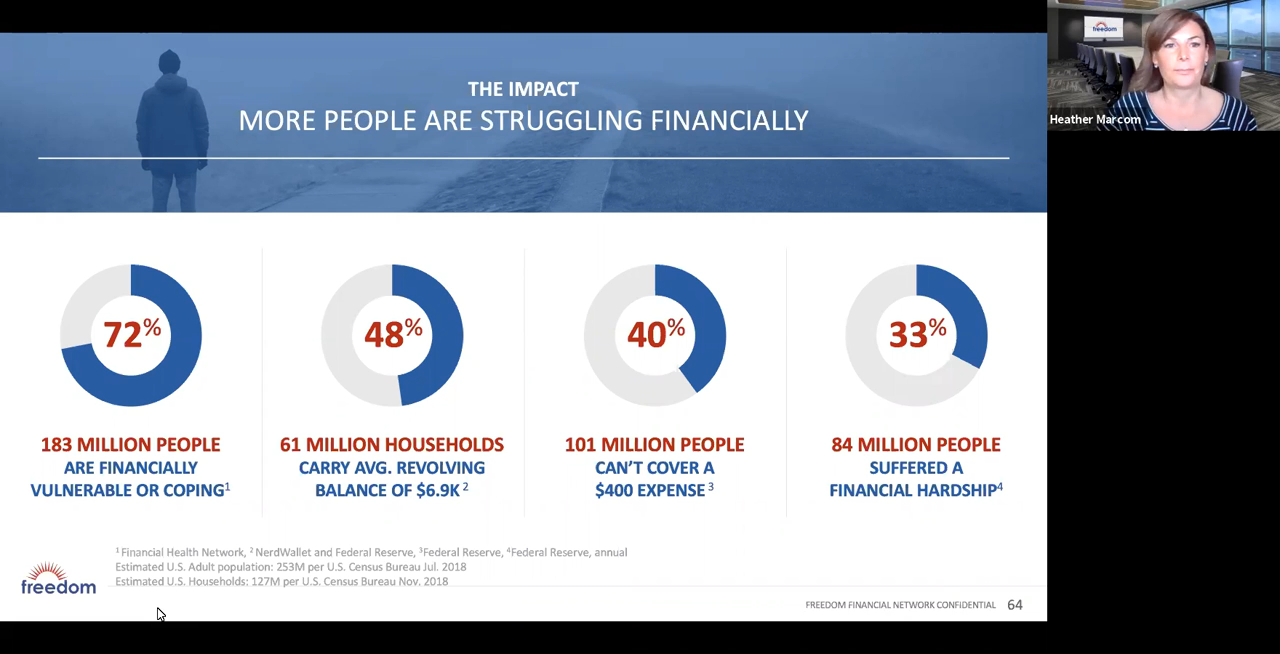 THE IMPACT
MORE PEOPLE ARE STRUGGLING FINANCIALLY
72%
183 MILLION PEOPLE
ARE FINANCIALLY
VULNERABLE OR COPING1
48%
61 MILLION HOUSEHOLDS
CARRY AVG. REVOLVING
BALANCE OF $6.9K 2
40%
101 MILLION PEOPLE
CAN'T COVER A
$400 EXPENSE 3
33%
84 MILLION PEOPLE
SUFFERED A
FINANCIAL HARDSHIP4
1 Financial Health Network, 2 NerdWallet and Federal Reserve, 3Federal Reserve, 4Federal Reserve, annual
Estimated U.S. Adult population: 253M per U.S. Census Bureau Jul. 2018
Estimated U.S. Households: 127M per U.S. Census Bureau Nov. 2018
freedom
FREEDOM FINANCIAL NETWORK CONFIDENTIAL 64
freedom
Heather Marcom